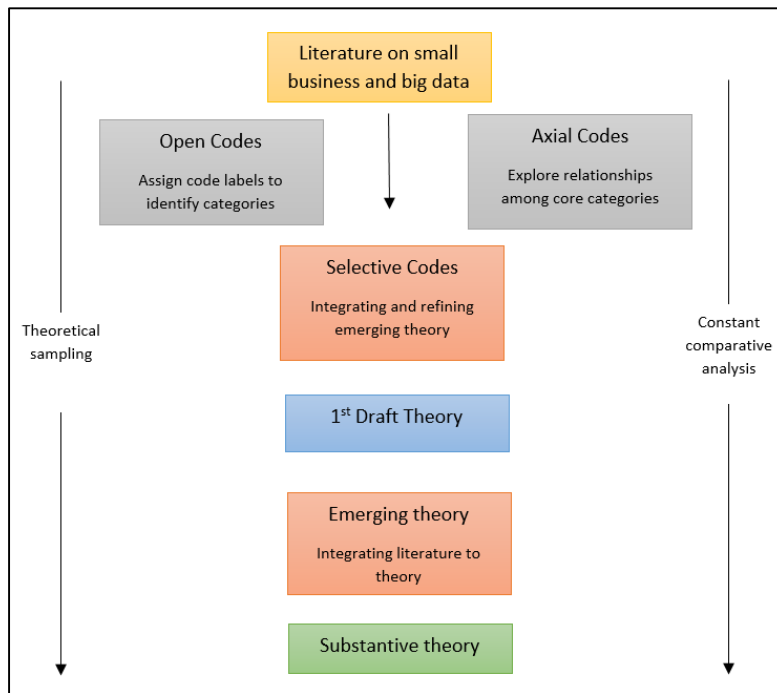 Literature on small
business and big data
Open Codes
Assign code labels to
identify categories
Axial Codes
Explore relationships
among core categories
Selective Codes
Integrating and refining
emerging theory
Theoretical
sampling
Constant
comparative
analysis
1st Draft Theory
Emerging theory
Integrating literature to
theory
Substantive theory